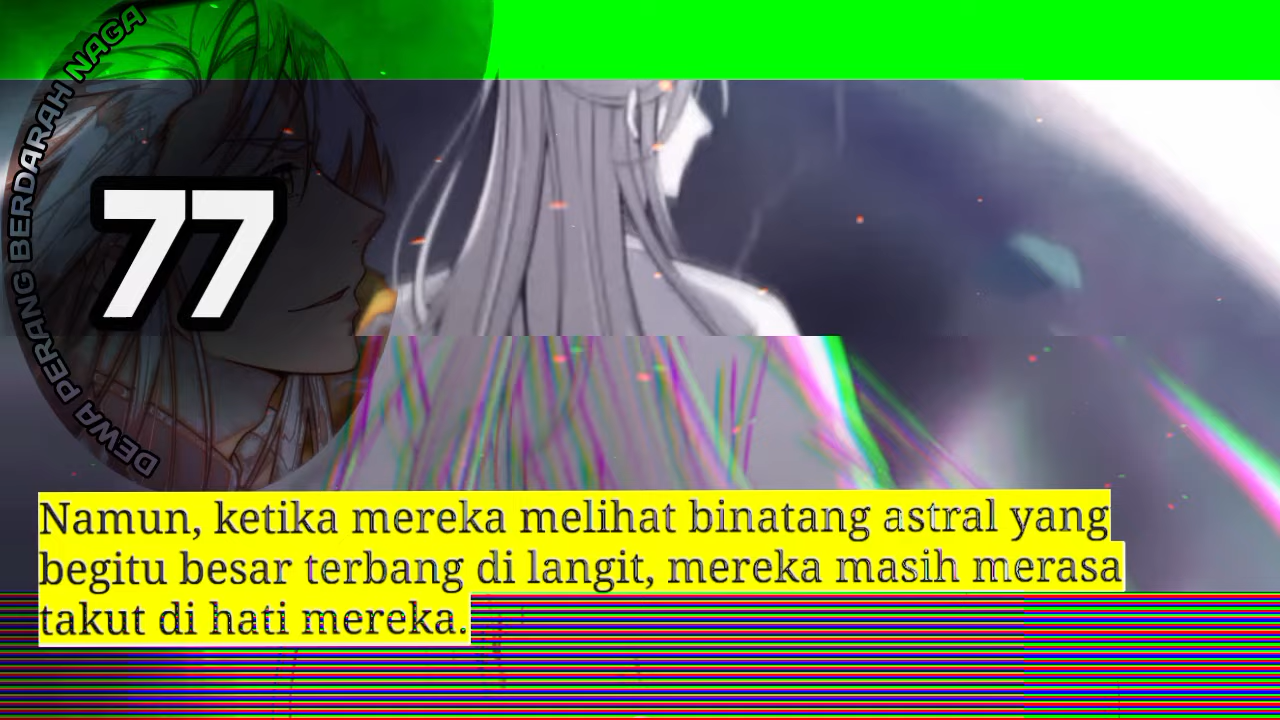 DEWA PERANG BERDARAH NAGA
77
Namun, ketika mereka melihat binatang astral yang
begitu besar terbang di langit, mereka masih merasa
takut di hati mereka.